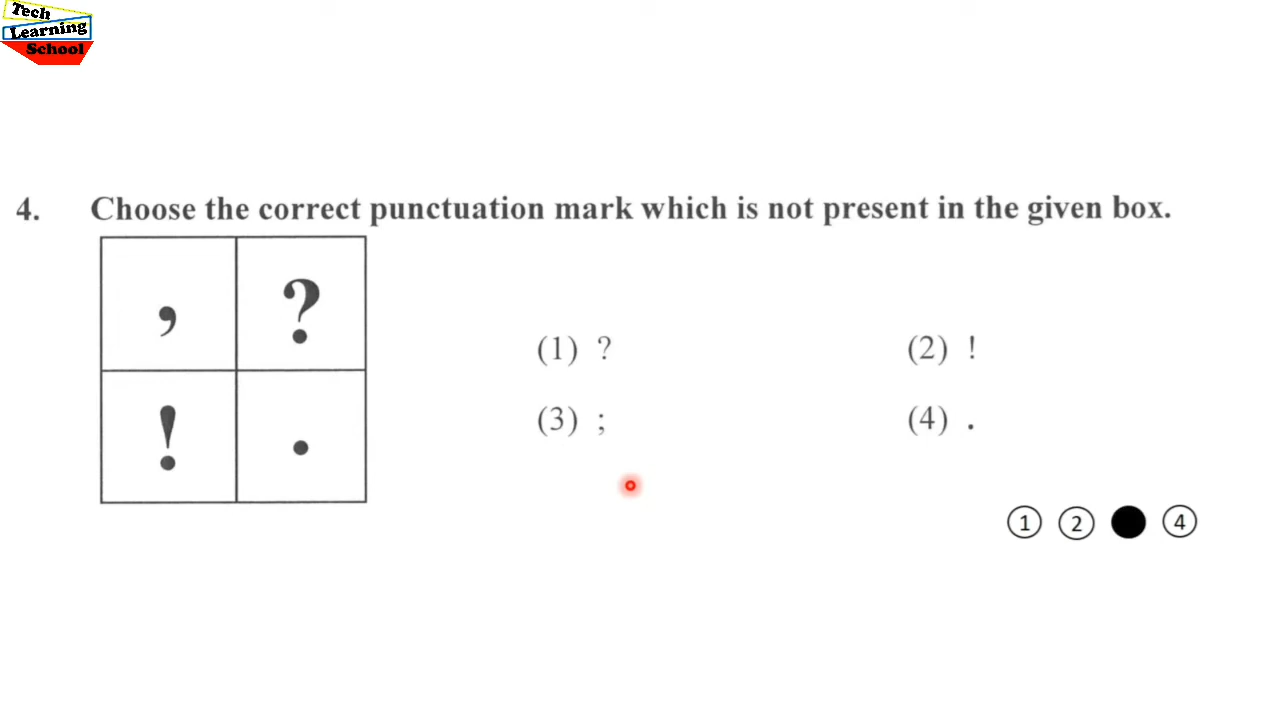 Tech
Learning
School
4. Choose the correct punctuation mark which is not present in the given box.
, ?
! .
(1) ? (2) !
(3) ; (4) .
1 2 4